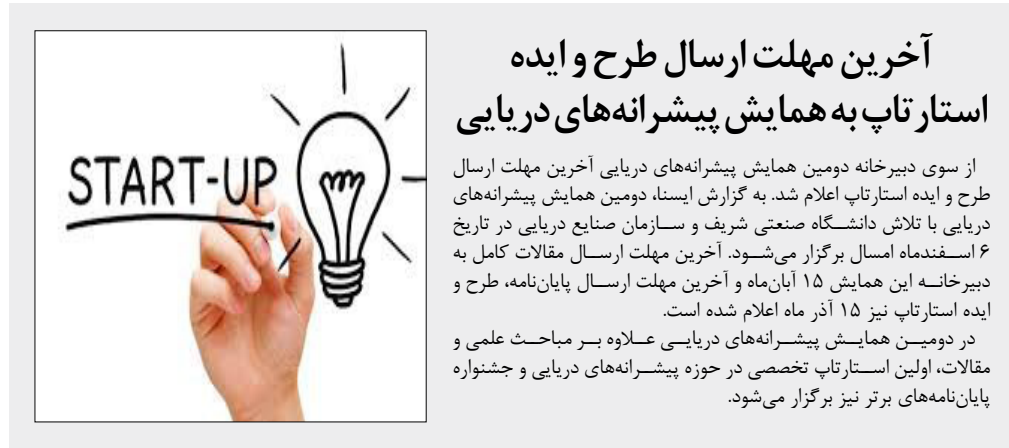 آخرین مهلت ارسال طرح و ایده
استارتاپ به همایش پیشرانه‌های دریایی
از سوی دبیرخانه دومین همایش پیشرانه‌های دریایی آخرین مهلت ارسال
طرح و ایده استارتاپ اعلام شد. به گزارش ایسنا، دومین همایش پیشرانه‌های
دریایی با تلاش دانشگاه صنعتی شریف و سازمان صنایع دریایی در تاریخ
۶ اسفندماه امسال برگزار می‌شود. آخرین مهلت ارسال مقالات کامل به
دبیرخانه این همایش ۱۵ آبان‌ماه و آخرین مهلت ارسال پایان‌نامه، طرح و
ایده استارتاپ نیز ۱۵ آذر ماه اعلام شده است.
در دومین همایش پیشرانه‌های دریایی علاوه بر مباحث علمی و
مقالات، اولین استارتاپ تخصصی در حوزه پیشرانه‌های دریایی و جشنواره
پایان‌نامه‌های برتر نیز برگزار می‌شود.
START-UP